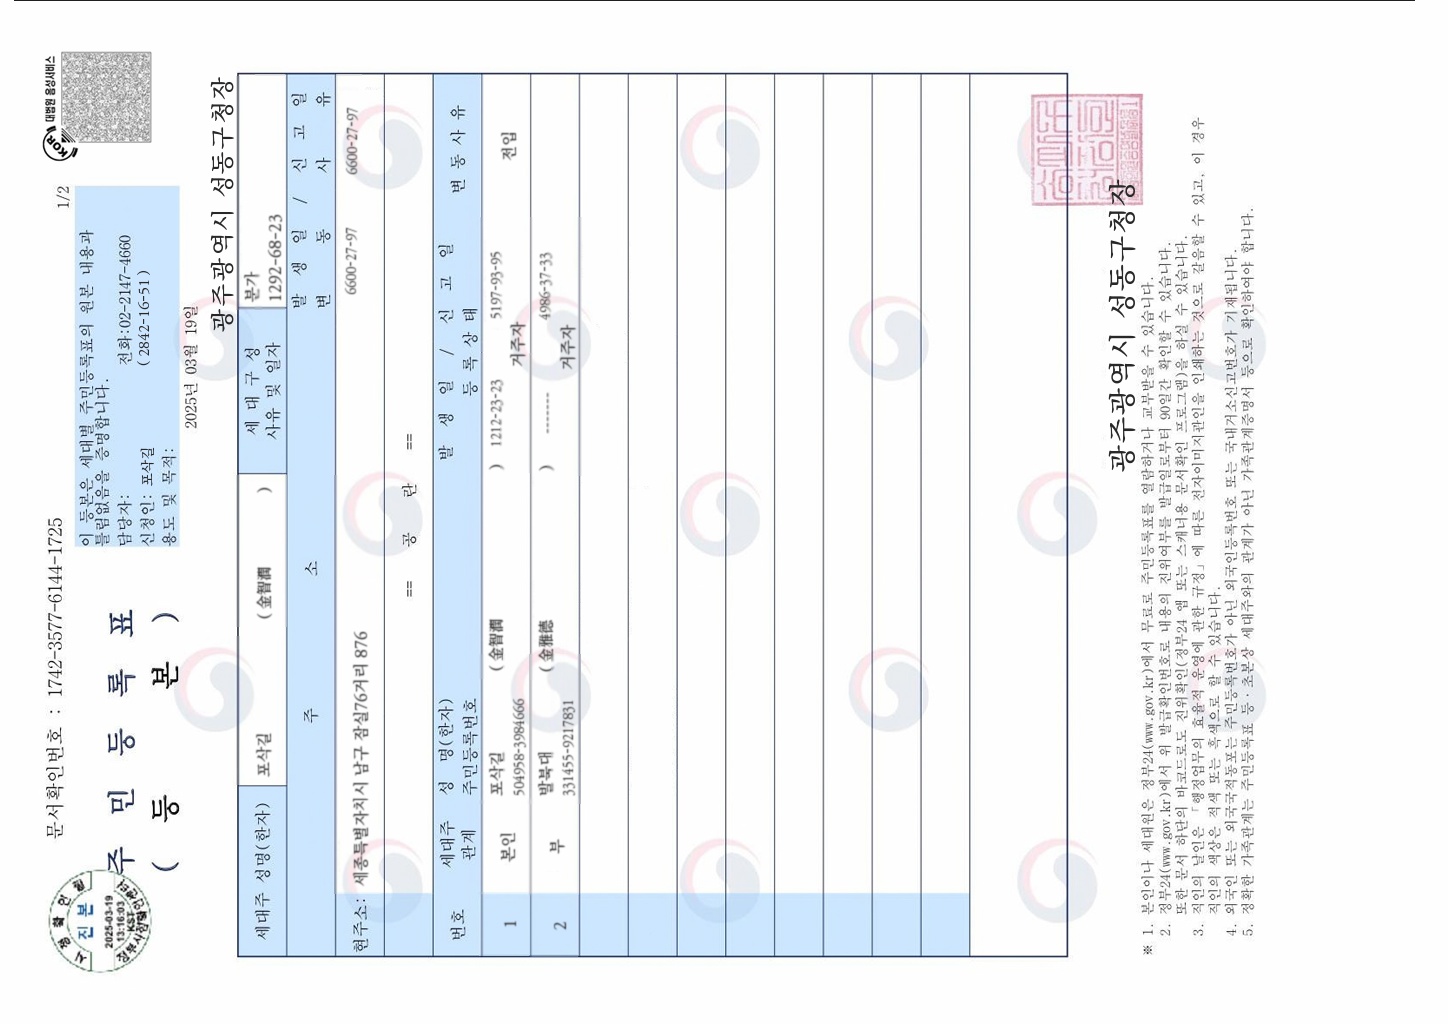 문서확인번호 : 1742-3577-6144-1725
1/2
대법원 음성서비스
KOR
주 민 등 록 표
( 등 본 )
이 등본은 세대별 주민등록표의 원본 내용과
틀림없음을 증명합니다.
담당자:
전화:02-2147-4660
신청인: 포삭길
( 2842-16-51 )
용도 및 목적:
2025년 03월 19일
광주광역시 성동구청장
시 점 확 인 필
진 본
2025-03-19
13:16:03
KST
세대주 성명(한자)
포삭길 ( 金智潤 )
세 대 구 성
사유 및 일자
분가
1292-68-23
주 소
발 생 일 / 신 고 일
변 동 사 유
현주소: 세종특별자치시 남구 잠실76거리 876
6600-27-97 6600-27-97
== 공 란 ==
번호
세대주
관계
성 명(한자)
주민등록번호
발 생 일 / 신 고 일
등 록 상 태
변 동 사 유
1 본인 포삭길 ( 金智潤 ) 1212-23-23 5197-93-95 전입
504958-3984666 거주자
2 부 발북대 ( 金雅德 ) ------- 4986-37-33
331455-9217831 거주자
광주광역시 성동구청장
※ 1. 본인이나 세대원은 정부24(www.gov.kr)에서 무료로 주민등록표를 열람하거나 교부받을 수 있습니다.
2. 정부24(www.gov.kr)에서 위 발급확인번호로 내용의 진위여부를 발급일로부터 90일간 확인할 수 있습니다.
또한 문서 하단의 바코드로도 진위확인(정부24 앱 또는 스캐너용 문서확인 프로그램)을 하실 수 있습니다.
3. 직인의 날인은 「행정업무의 효율적 운영에 관한 규정」에 따른 전자이미지관인을 인쇄하는 것으로 갈음할 수 있고, 이 경우
직인의 색상은 적색 또는 흑색으로 할 수 있습니다.
4. 외국인 또는 외국국적동포는 주민등록번호가 아닌 외국인등록번호 또는 국내거소신고번호가 기재됩니다.
5. 정확한 가족관계는 주민등록표 등·초본상 세대주와의 관계가 아닌 가족관계증명서 등으로 확인하여야 합니다.